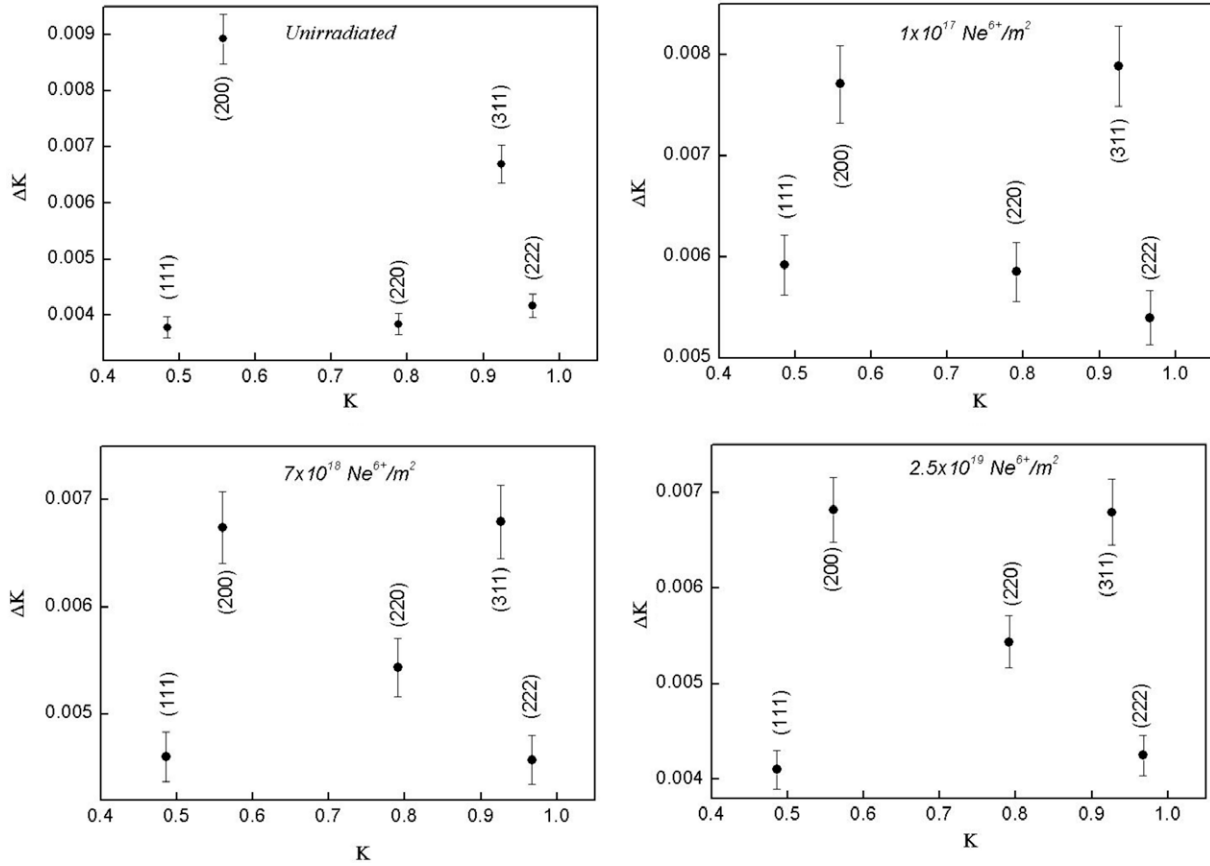 Unirradiated
0.009
0.008
0.007
0.006
0.005
0.004
ΔK
(111)
(200)
(220)
(311)
(222)
0.4 0.5 0.6 0.7 0.8 0.9 1.0
K
1x10¹⁷ Ne⁶⁺/m²
0.008
0.007
0.006
0.005
ΔK
(111)
(200)
(220)
(311)
(222)
0.4 0.5 0.6 0.7 0.8 0.9 1.0
K
7x10¹⁸ Ne⁶⁺/m²
0.007
0.006
0.005
ΔK
(111)
(200)
(220)
(311)
(222)
0.4 0.5 0.6 0.7 0.8 0.9 1.0
K
2.5x10¹⁹ Ne⁶⁺/m²
0.007
0.006
0.005
0.004
ΔK
(111)
(200)
(220)
(311)
(222)
0.4 0.5 0.6 0.7 0.8 0.9 1.0
K